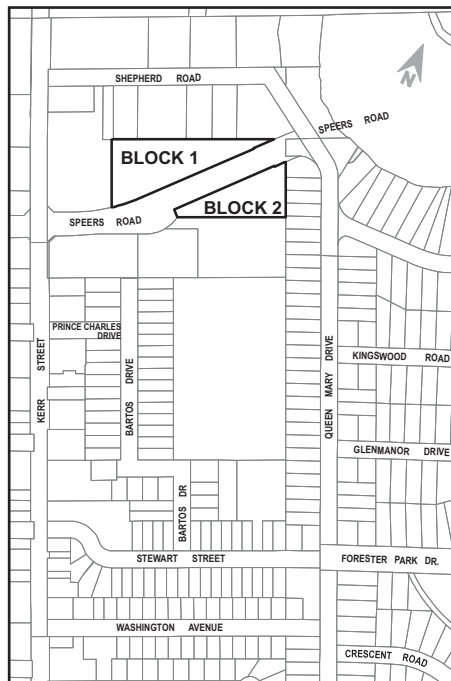 SHEPHERD ROAD
N
SPEERS ROAD
BLOCK 1
BLOCK 2
SPEERS ROAD
PRINCE CHARLES
DRIVE
KERR STREET
BARTOS DRIVE
QUEEN MARY DRIVE
KINGSWOOD ROAD
GLENMANOR DRIVE
BARTOS DR
STEWART STREET
FORESTER PARK DR.
WASHINGTON AVENUE
CRESCENT ROAD